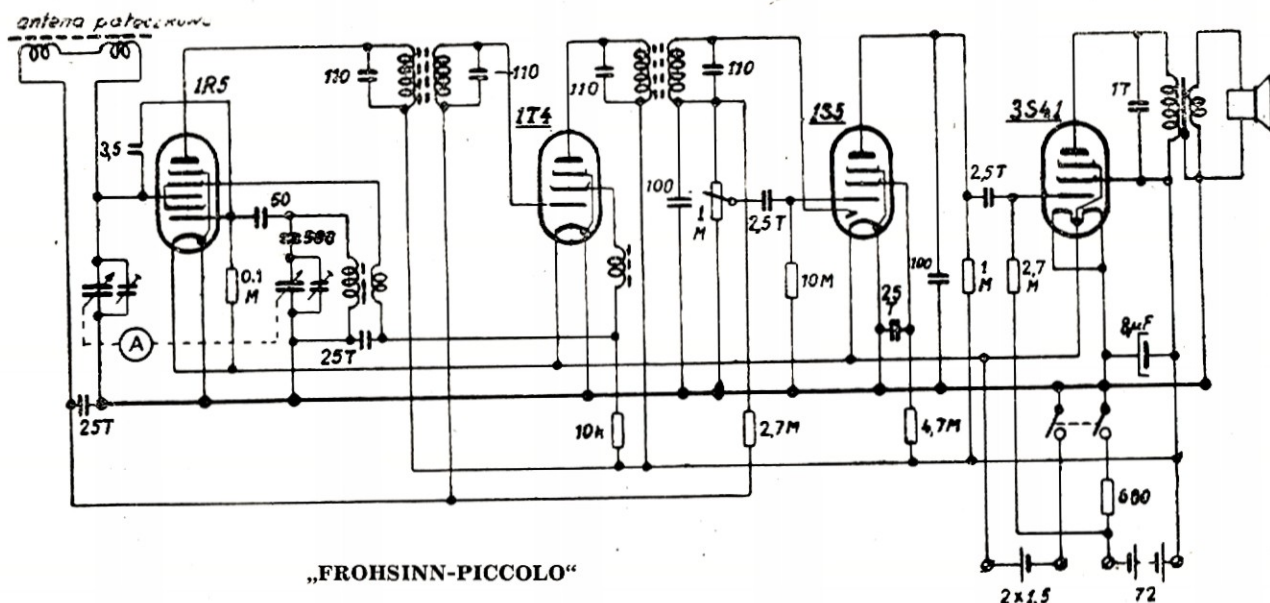 antena
1R5
110
110
110
110
1T4
1S5
3S4.1
1T
3,5
50
100
1
M
2,5T
2,5T
0.1
M
10M
25
T
100
1
M
2,7
M
8µF
A
25T
25T
10k
2,7M
4,7M
680
2x1,5
72
„FROHSINN-PICCOLO“